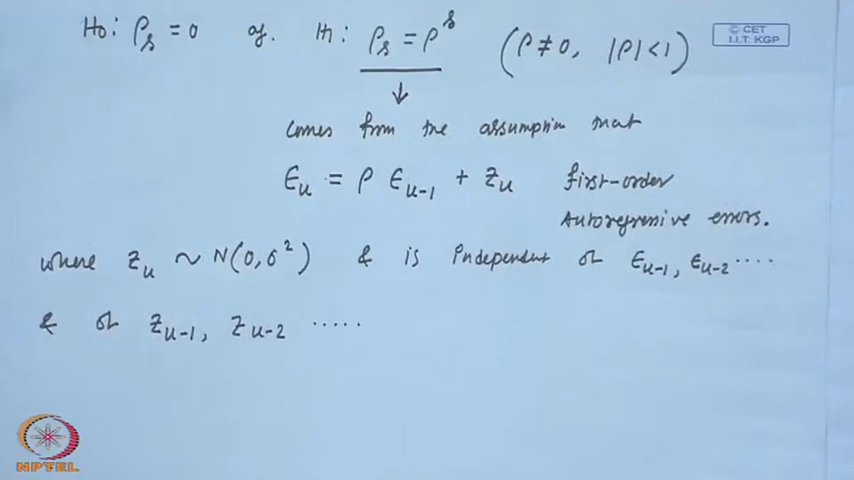 H₀: ρₛ = 0 ag. H₁: ρₛ = ρˢ (ρ ≠ 0, |ρ| < 1)
© CET
I.I.T. KGP
↓
Comes from the assumption that
ϵᵤ = ρ ϵᵤ₋₁ + Zᵤ first-order
Autoregressive errors.
where Zᵤ ~ N(0, σ²) & is independent of ϵᵤ₋₁, ϵᵤ₋₂ ....
& of Zᵤ₋₁, Zᵤ₋₂ .....
NPTEL